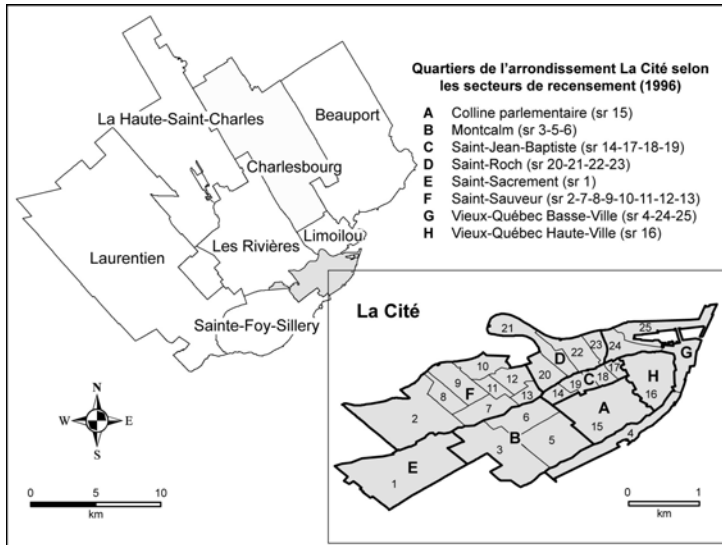 Quartiers de l'arrondissement La Cité selon
les secteurs de recensement (1996)
A Colline parlementaire (sr 15)
B Montcalm (sr 3-5-6)
C Saint-Jean-Baptiste (sr 14-17-18-19)
D Saint-Roch (sr 20-21-22-23)
E Saint-Sacrement (sr 1)
F Saint-Sauveur (sr 2-7-8-9-10-11-12-13)
G Vieux-Québec Basse-Ville (sr 4-24-25)
H Vieux-Québec Haute-Ville (sr 16)
La Haute-Saint-Charles
Beauport
Charlesbourg
Limoilou
Les Rivières
Laurentien
Sainte-Foy-Sillery
N
W E
S
0 5 10
km
La Cité
21
25
D 22 23 24
G
10
20
C 17
9 12
19 18
H
F 11
8
13
14
16
7
6
A
2
B
5
15
4
3
E
1
0 1
km